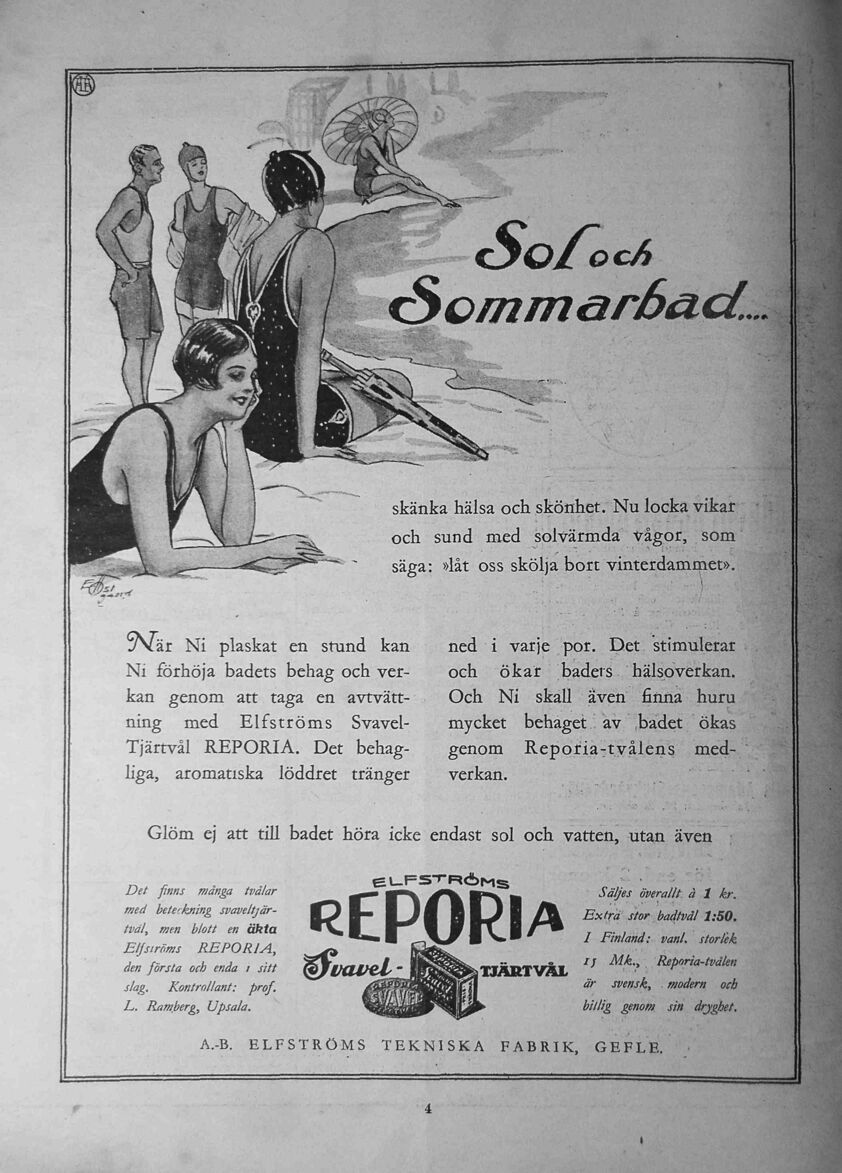 Sol och
Sommarbad....
skänka hälsa och skönhet. Nu locka vikar
och sund med solvärmda vågor, som
säga: »låt oss skölja bort vinterdammet».
När Ni plaskat en stund kan
Ni förhöja badets behag och ver-
kan genom att taga en avtvätt-
ning med Elfströms Svavel-
Tjärtvål REPORIA. Det behag-
liga, aromatiska löddret tränger
ned i varje por. Det stimulerar
och ökar badets hälsoverkan.
Och Ni skall även finna huru
mycket behaget av badet ökas
genom Reporia-tvålens med-
verkan.
Glöm ej att till badet höra icke endast sol och vatten, utan även
Det finns många tvålar
med beteckning svaveltjär-
tvål, men blott en äkta
Elfströms REPORIA,
den första och enda i sitt
slag. Kontrollant: prof.
L. Ramberg, Upsala.
ELFSTRÖMS
REPORIA
Svavel-
TJÄRTVÅL
REPORIA
SVAVEL
Säljes överallt à 1 kr.
Extra stor badtvål 1:50.
I Finland: vanl. storlek
15 Mk., Reporia-tvålen
är svensk, modern och
billig genom sin dryghet.
A.-B. ELFSTRÖMS TEKNISKA FABRIK, GEFLE.
4